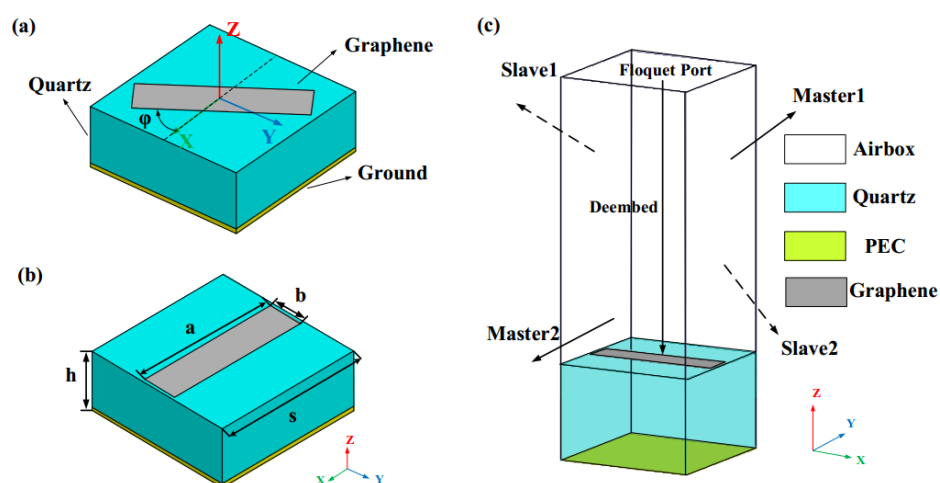 (a)
Z
Graphene
Quartz
φ
X
Y
Ground
(b)
a
b
h
s
Z
X
Y
(c)
Slave1
Floquet Port
Master1
Airbox
Deembed
Quartz
PEC
Graphene
Master2
Slave2
Z
Y
X